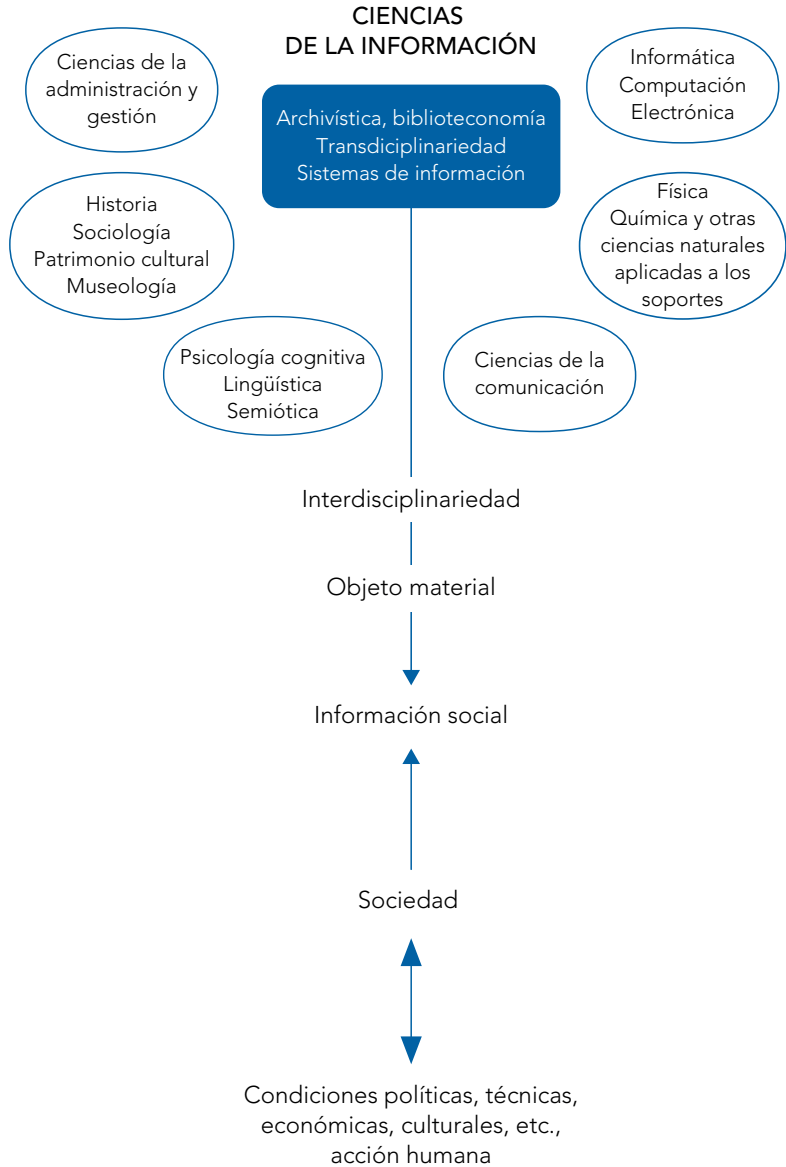 CIENCIAS
DE LA INFORMACIÓN
Ciencias de la
administración y
gestión
Archivística, biblioteconomía
Transdiciplinariedad
Sistemas de información
Informática
Computación
Electrónica
Historia
Sociología
Patrimonio cultural
Museología
Física
Química y otras
ciencias naturales
aplicadas a los
soportes
Psicología cognitiva
Lingüística
Semiótica
Ciencias de la
comunicación
Interdisciplinariedad
Objeto material
Información social
Sociedad
Condiciones políticas, técnicas,
económicas, culturales, etc.,
acción humana